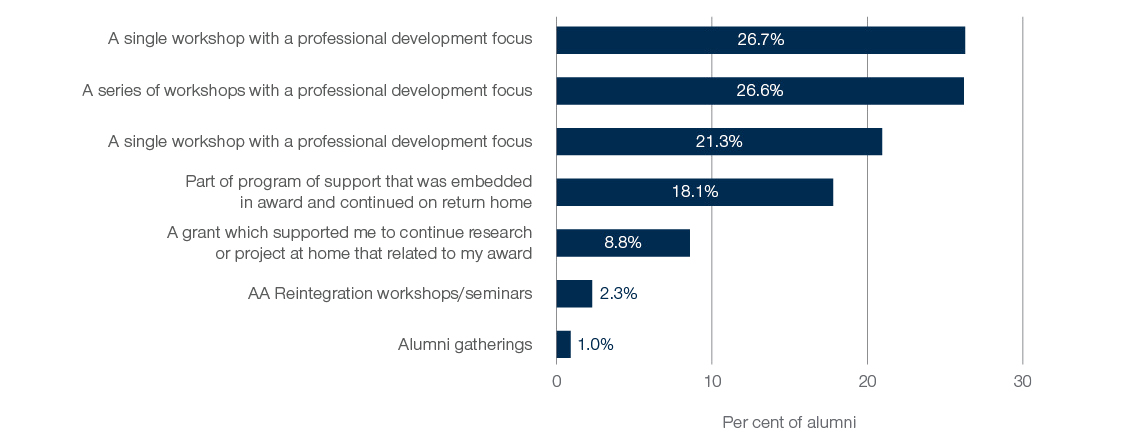 A single workshop with a professional development focus
26.7%
A series of workshops with a professional development focus
26.6%
A single workshop with a professional development focus
21.3%
Part of program of support that was embedded
in award and continued on return home
18.1%
A grant which supported me to continue research
or project at home that related to my award
8.8%
AA Reintegration workshops/seminars
2.3%
Alumni gatherings
1.0%
0
10
20
30
Per cent of alumni